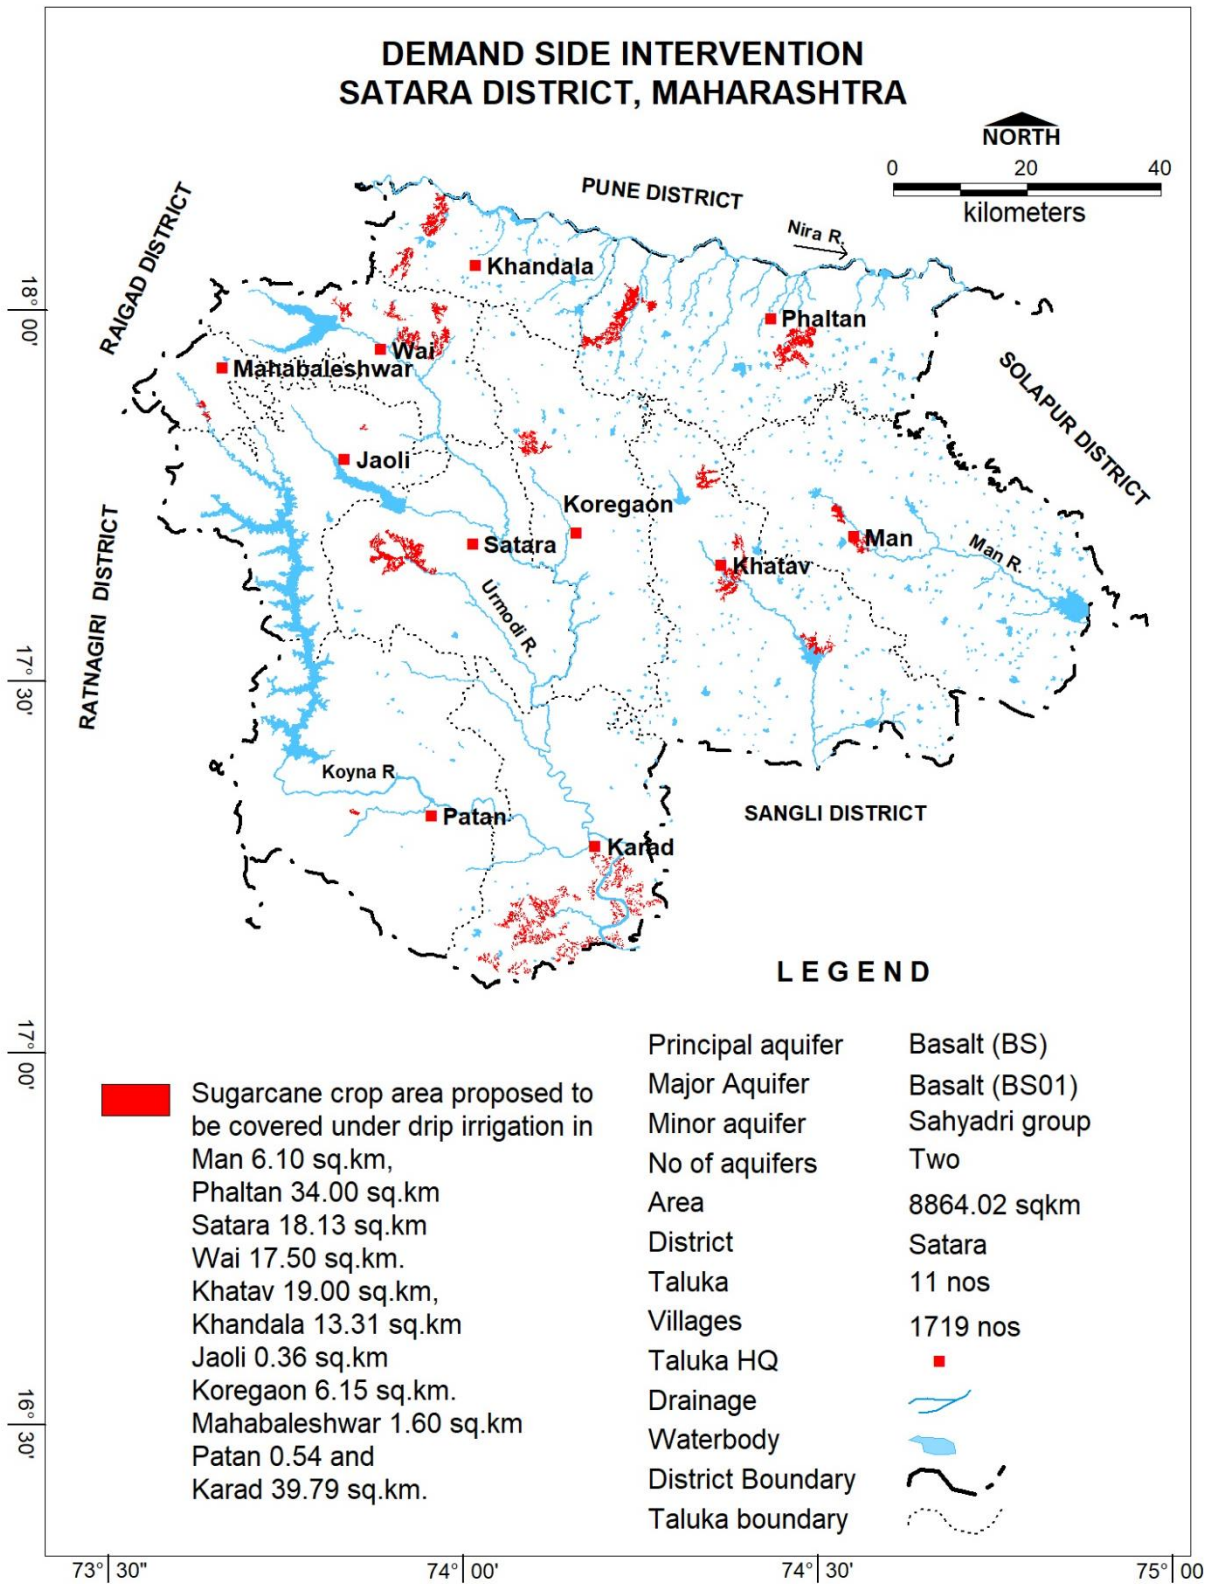 DEMAND SIDE INTERVENTION
SATARA DISTRICT, MAHARASHTRA
NORTH
0 20 40
kilometers
PUNE DISTRICT
Nira R.
RAIGAD DISTRICT
Khandala
18° 00'
Phaltan
Wai
Mahabaleshwar
SOLAPUR DISTRICT
Jaoli
Koregaon
RATNAGIRI DISTRICT
Satara
Man
Man R.
Khatav
Urmodi R.
17° 30'
Koyna R
Patan
SANGLI DISTRICT
Karad
LEGEND
17° 00'
Principal aquifer Basalt (BS)
Major Aquifer Basalt (BS01)
Minor aquifer Sahyadri group
No of aquifers Two
Area 8864.02 sqkm
District Satara
Taluka 11 nos
Villages 1719 nos
Taluka HQ
Drainage
Waterbody
District Boundary
Taluka boundary
Sugarcane crop area proposed to
be covered under drip irrigation in
Man 6.10 sq.km,
Phaltan 34.00 sq.km
Satara 18.13 sq.km
Wai 17.50 sq.km.
Khatav 19.00 sq.km,
Khandala 13.31 sq.km
Jaoli 0.36 sq.km
Koregaon 6.15 sq.km.
Mahabaleshwar 1.60 sq.km
Patan 0.54 and
Karad 39.79 sq.km.
16° 30'
73° 30" 74° 00' 74° 30' 75° 00